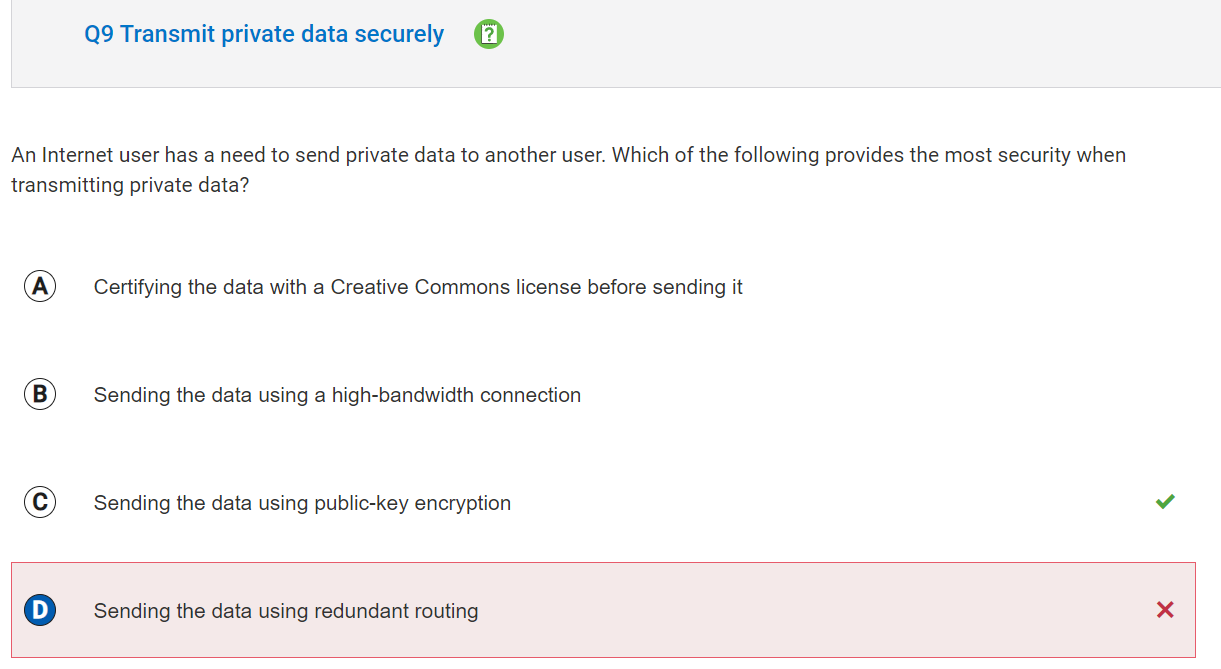 Q9 Transmit private data securely ?
An Internet user has a need to send private data to another user. Which of the following provides the most security when
transmitting private data?
A Certifying the data with a Creative Commons license before sending it
B Sending the data using a high-bandwidth connection
C Sending the data using public-key encryption
D Sending the data using redundant routing